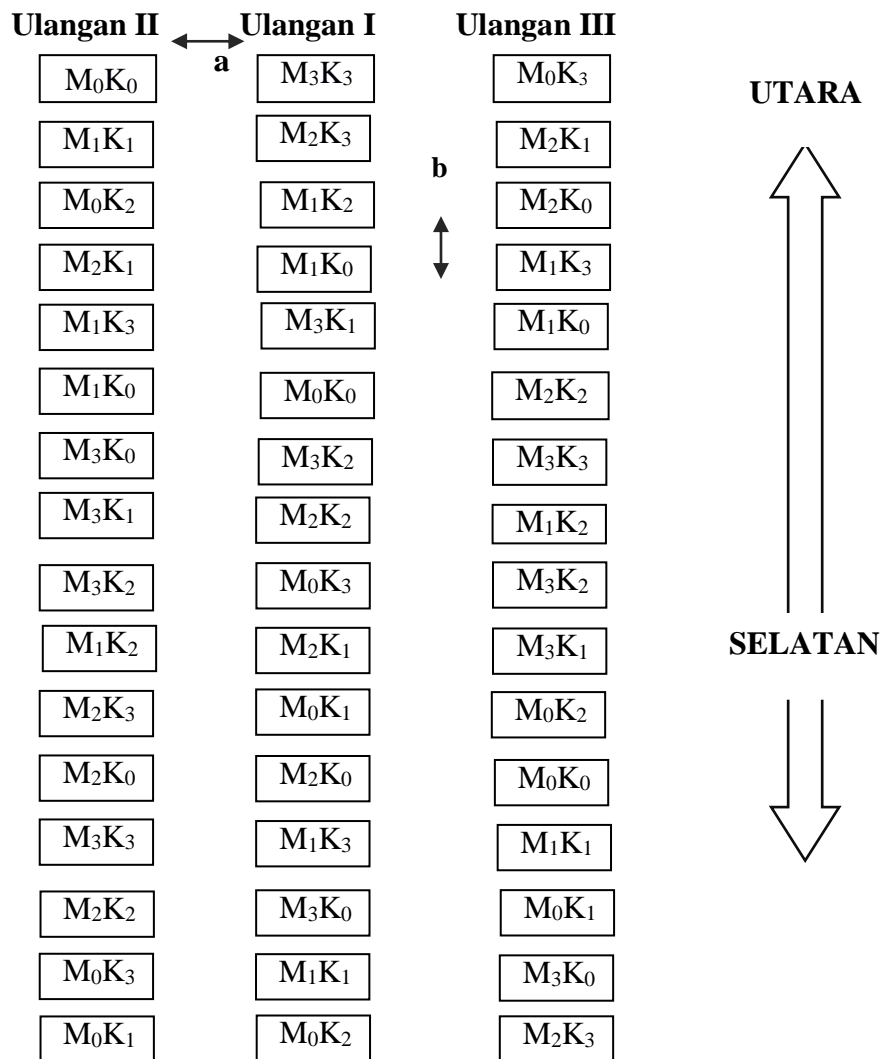 Ulangan II Ulangan I Ulangan III
a
M₀K₀ M₃K₃ M₀K₃
UTARA
M₁K₁ M₂K₃ M₂K₁
b
M₀K₂ M₁K₂ M₂K₀
M₂K₁ M₁K₀ M₁K₃
M₁K₃ M₃K₁ M₁K₀
M₁K₀ M₀K₀ M₂K₂
M₃K₀ M₃K₂ M₃K₃
M₃K₁ M₂K₂ M₁K₂
M₃K₂ M₀K₃ M₃K₂
M₁K₂ M₂K₁ M₃K₁ SELATAN
M₂K₃ M₀K₁ M₀K₂
M₂K₀ M₂K₀ M₀K₀
M₃K₃ M₁K₃ M₁K₁
M₂K₂ M₃K₀ M₀K₁
M₀K₃ M₁K₁ M₃K₀
M₀K₁ M₀K₂ M₂K₃